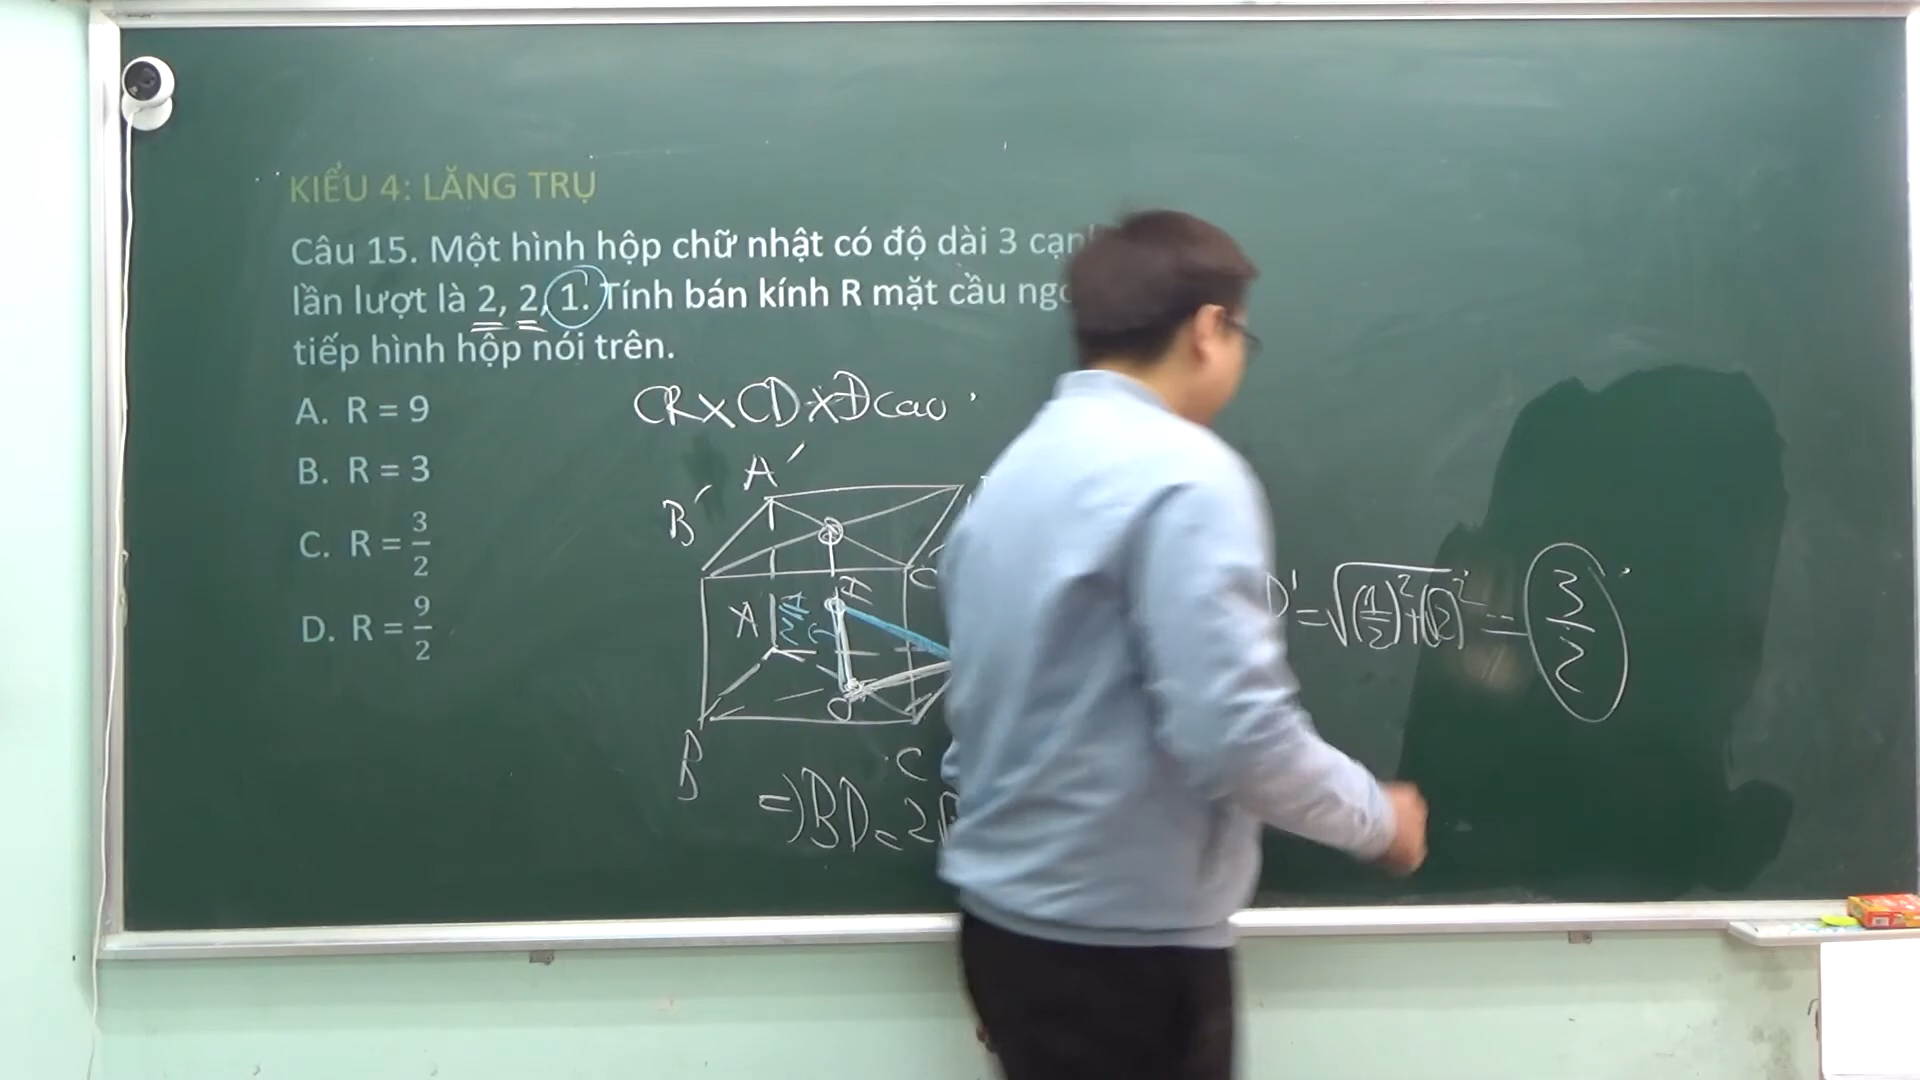 KIỂU 4: LĂNG TRỤ
Câu 15. Một hình hộp chữ nhật có độ dài 3
lần lượt là 2, 2, 1. Tính bán kính R mặt cầu
tiếp hình hộp nói trên.
A. R = 9
B. R = 3
C. R = 3/2
D. R = 9/2
CR x CD x Đcao
A'
B'
C'
A
I
1/2
O
B
C
D' = √((1/2)² + (√2)²) = 3/2
=> BD = 2√